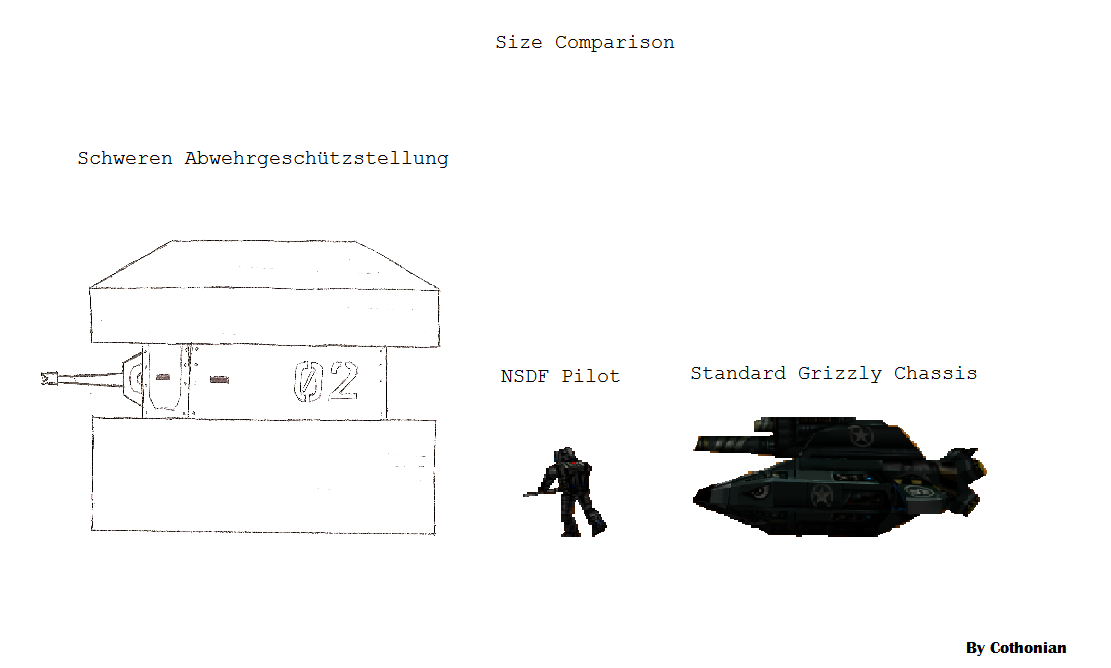 Size Comparison
Schweren Abwehrgeschützstellung
02
NSDF Pilot
Standard Grizzly Chassis
By Cothonian